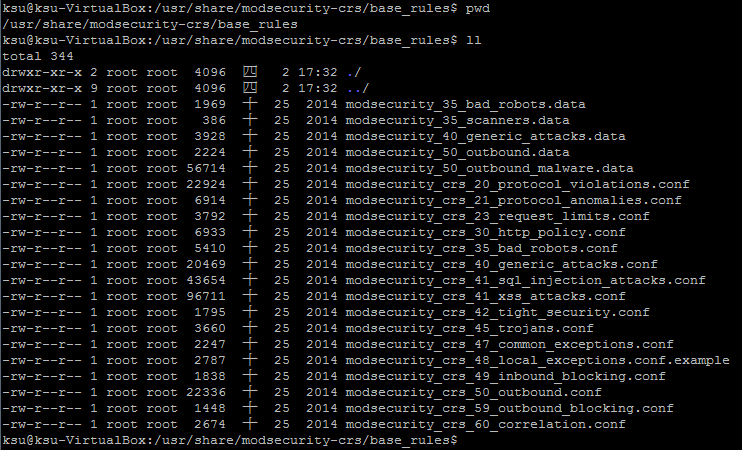 ksu@ksu-VirtualBox:/usr/share/modsecurity-crs/base_rules$ pwd
/usr/share/modsecurity-crs/base_rules
ksu@ksu-VirtualBox:/usr/share/modsecurity-crs/base_rules$ ll
total 344
drwxr-xr-x 2 root root  4096  四   2 17:32 ./
drwxr-xr-x 9 root root  4096  四   2 17:32 ../
-rw-r--r-- 1 root root  1969  十  25  2014 modsecurity_35_bad_robots.data
-rw-r--r-- 1 root root   386  十  25  2014 modsecurity_35_scanners.data
-rw-r--r-- 1 root root  3928  十  25  2014 modsecurity_40_generic_attacks.data
-rw-r--r-- 1 root root  2224  十  25  2014 modsecurity_50_outbound.data
-rw-r--r-- 1 root root 56714  十  25  2014 modsecurity_50_outbound_malware.data
-rw-r--r-- 1 root root 22924  十  25  2014 modsecurity_crs_20_protocol_violations.conf
-rw-r--r-- 1 root root  6914  十  25  2014 modsecurity_crs_21_protocol_anomalies.conf
-rw-r--r-- 1 root root  3792  十  25  2014 modsecurity_crs_23_request_limits.conf
-rw-r--r-- 1 root root  6933  十  25  2014 modsecurity_crs_30_http_policy.conf
-rw-r--r-- 1 root root  5410  十  25  2014 modsecurity_crs_35_bad_robots.conf
-rw-r--r-- 1 root root 20469  十  25  2014 modsecurity_crs_40_generic_attacks.conf
-rw-r--r-- 1 root root 43654  十  25  2014 modsecurity_crs_41_sql_injection_attacks.conf
-rw-r--r-- 1 root root 96711  十  25  2014 modsecurity_crs_41_xss_attacks.conf
-rw-r--r-- 1 root root  1795  十  25  2014 modsecurity_crs_42_tight_security.conf
-rw-r--r-- 1 root root  3660  十  25  2014 modsecurity_crs_45_trojans.conf
-rw-r--r-- 1 root root  2247  十  25  2014 modsecurity_crs_47_common_exceptions.conf
-rw-r--r-- 1 root root  2787  十  25  2014 modsecurity_crs_48_local_exceptions.conf.example
-rw-r--r-- 1 root root  1838  十  25  2014 modsecurity_crs_49_inbound_blocking.conf
-rw-r--r-- 1 root root 22336  十  25  2014 modsecurity_crs_50_outbound.conf
-rw-r--r-- 1 root root  1448  十  25  2014 modsecurity_crs_59_outbound_blocking.conf
-rw-r--r-- 1 root root  2674  十  25  2014 modsecurity_crs_60_correlation.conf
ksu@ksu-VirtualBox:/usr/share/modsecurity-crs/base_rules$